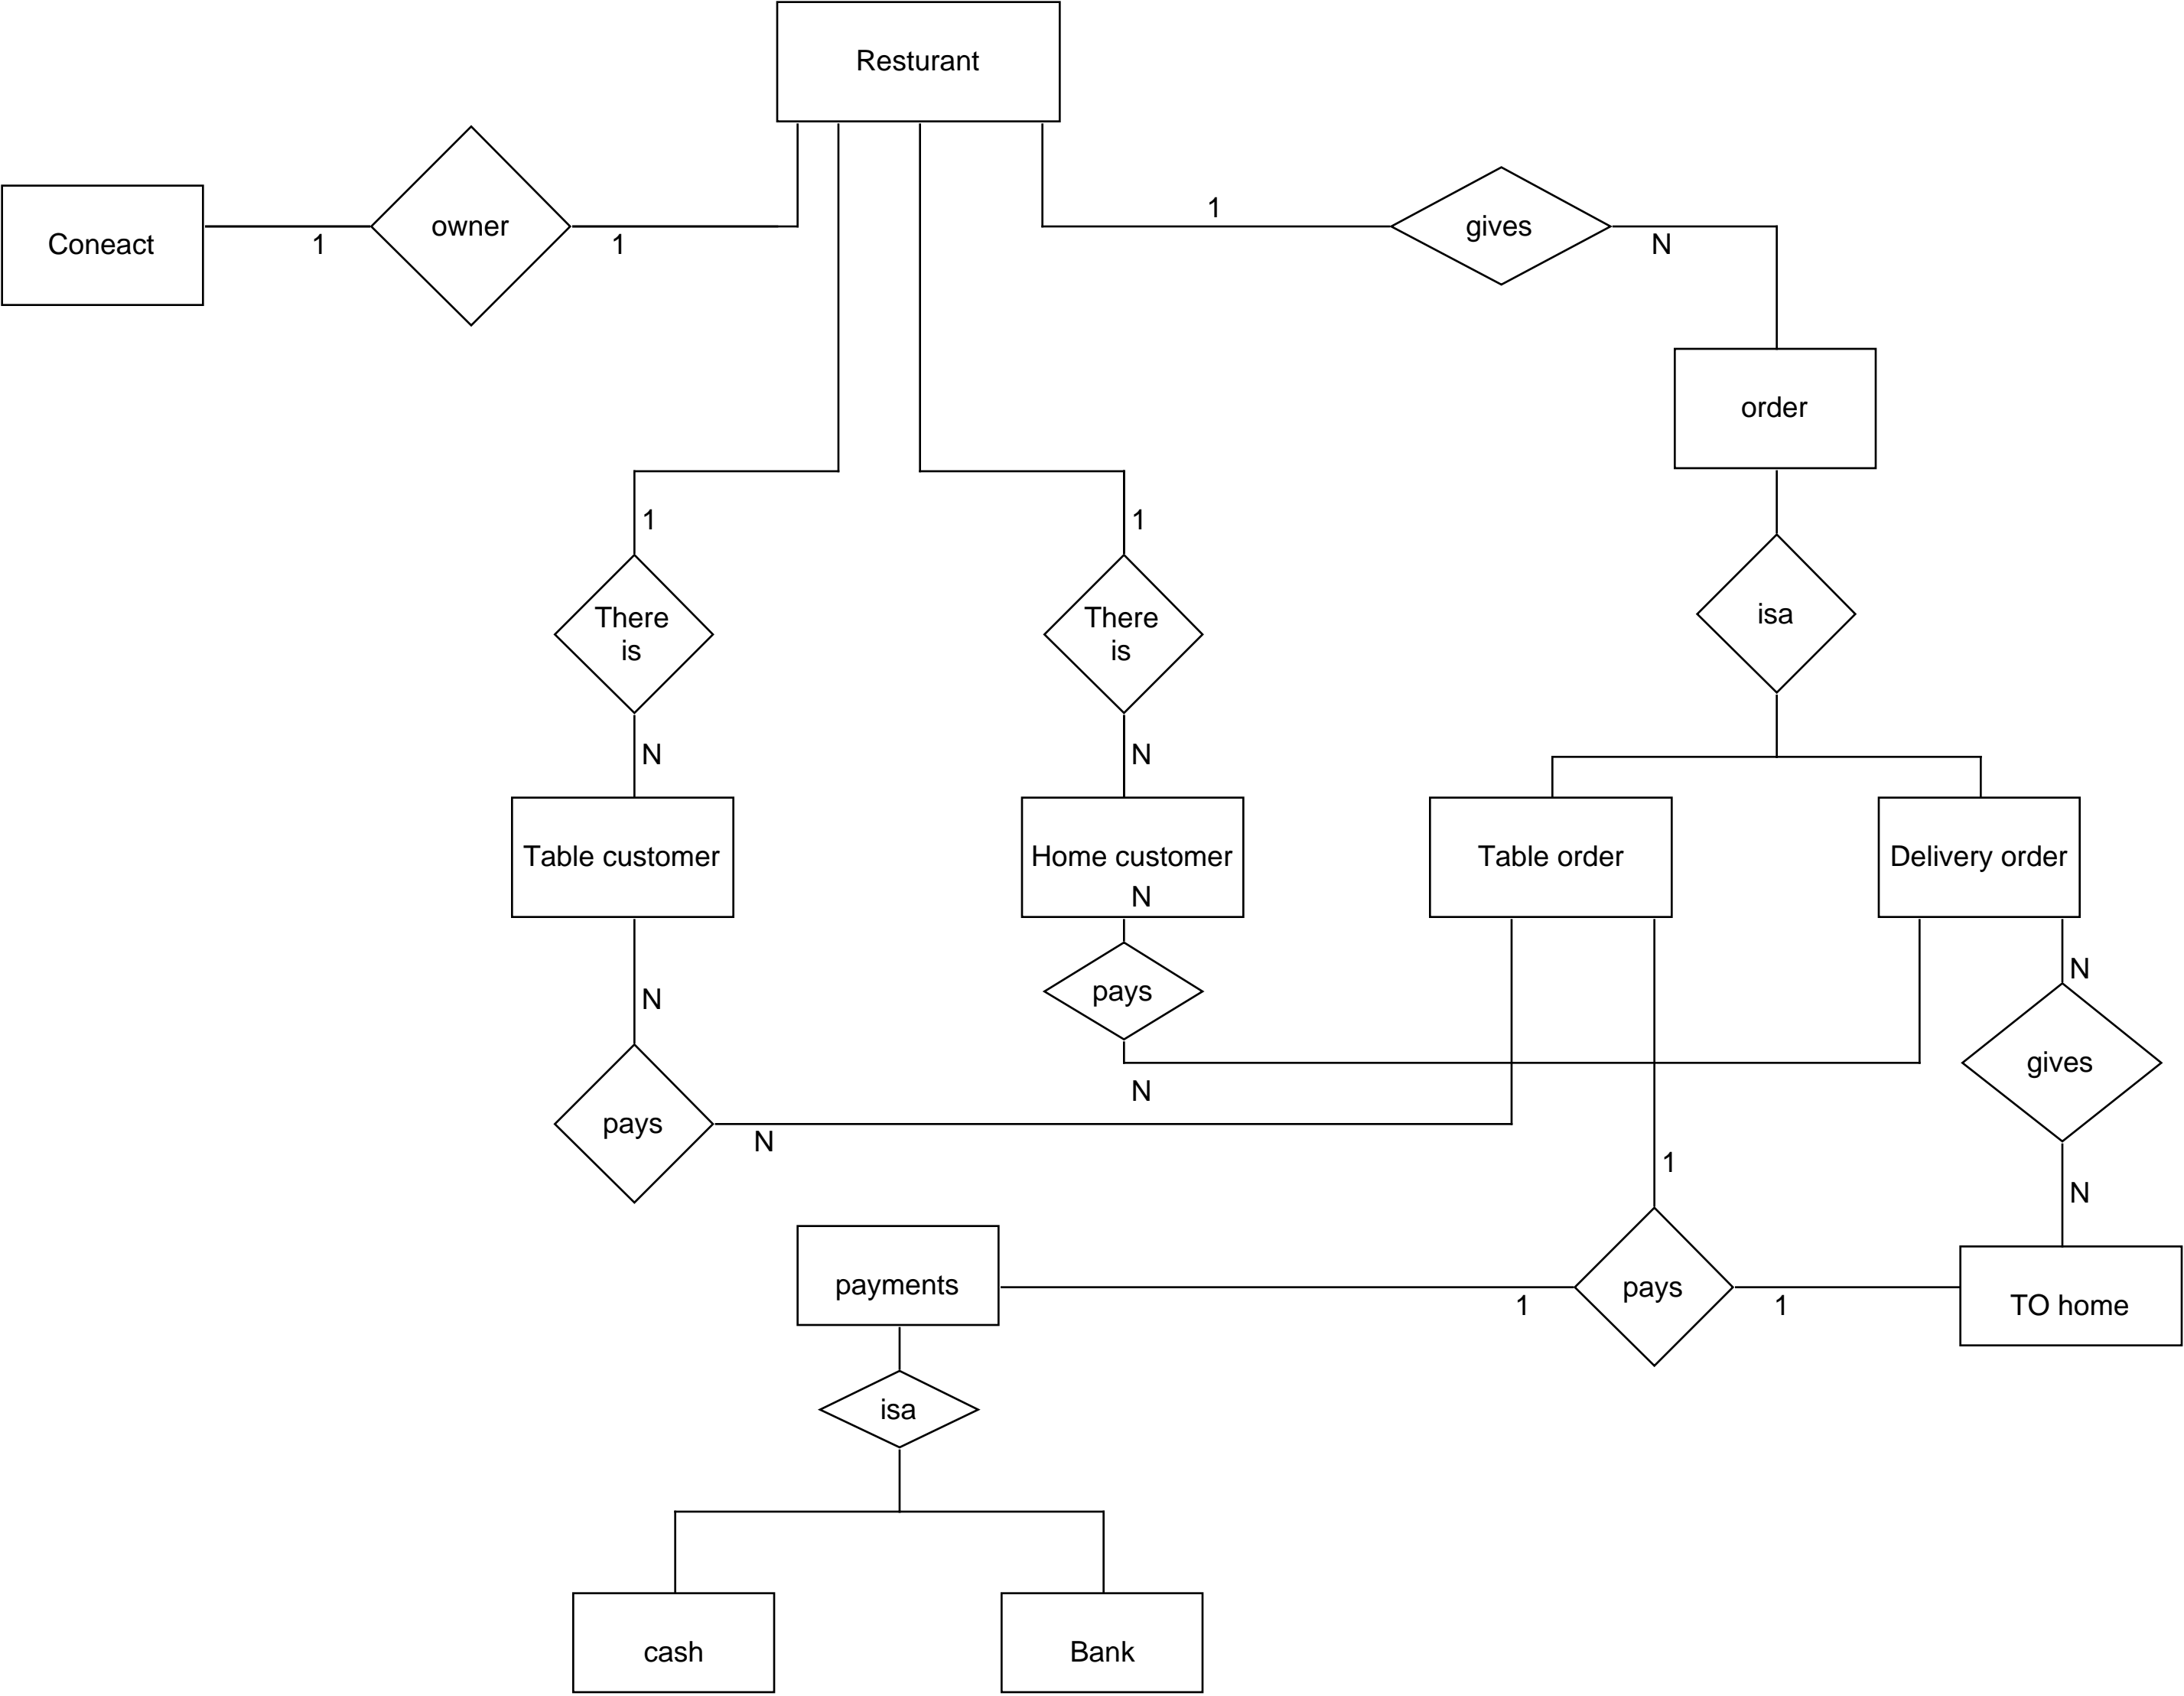 Resturant
Coneact
1
owner
1
1
gives
N
order
1
1
There
is
There
is
isa
N
N
Table customer
Home customer
N
Table order
Delivery order
N
pays
N
gives
N
pays
N
1
N
payments
1
pays
1
TO home
isa
cash
Bank